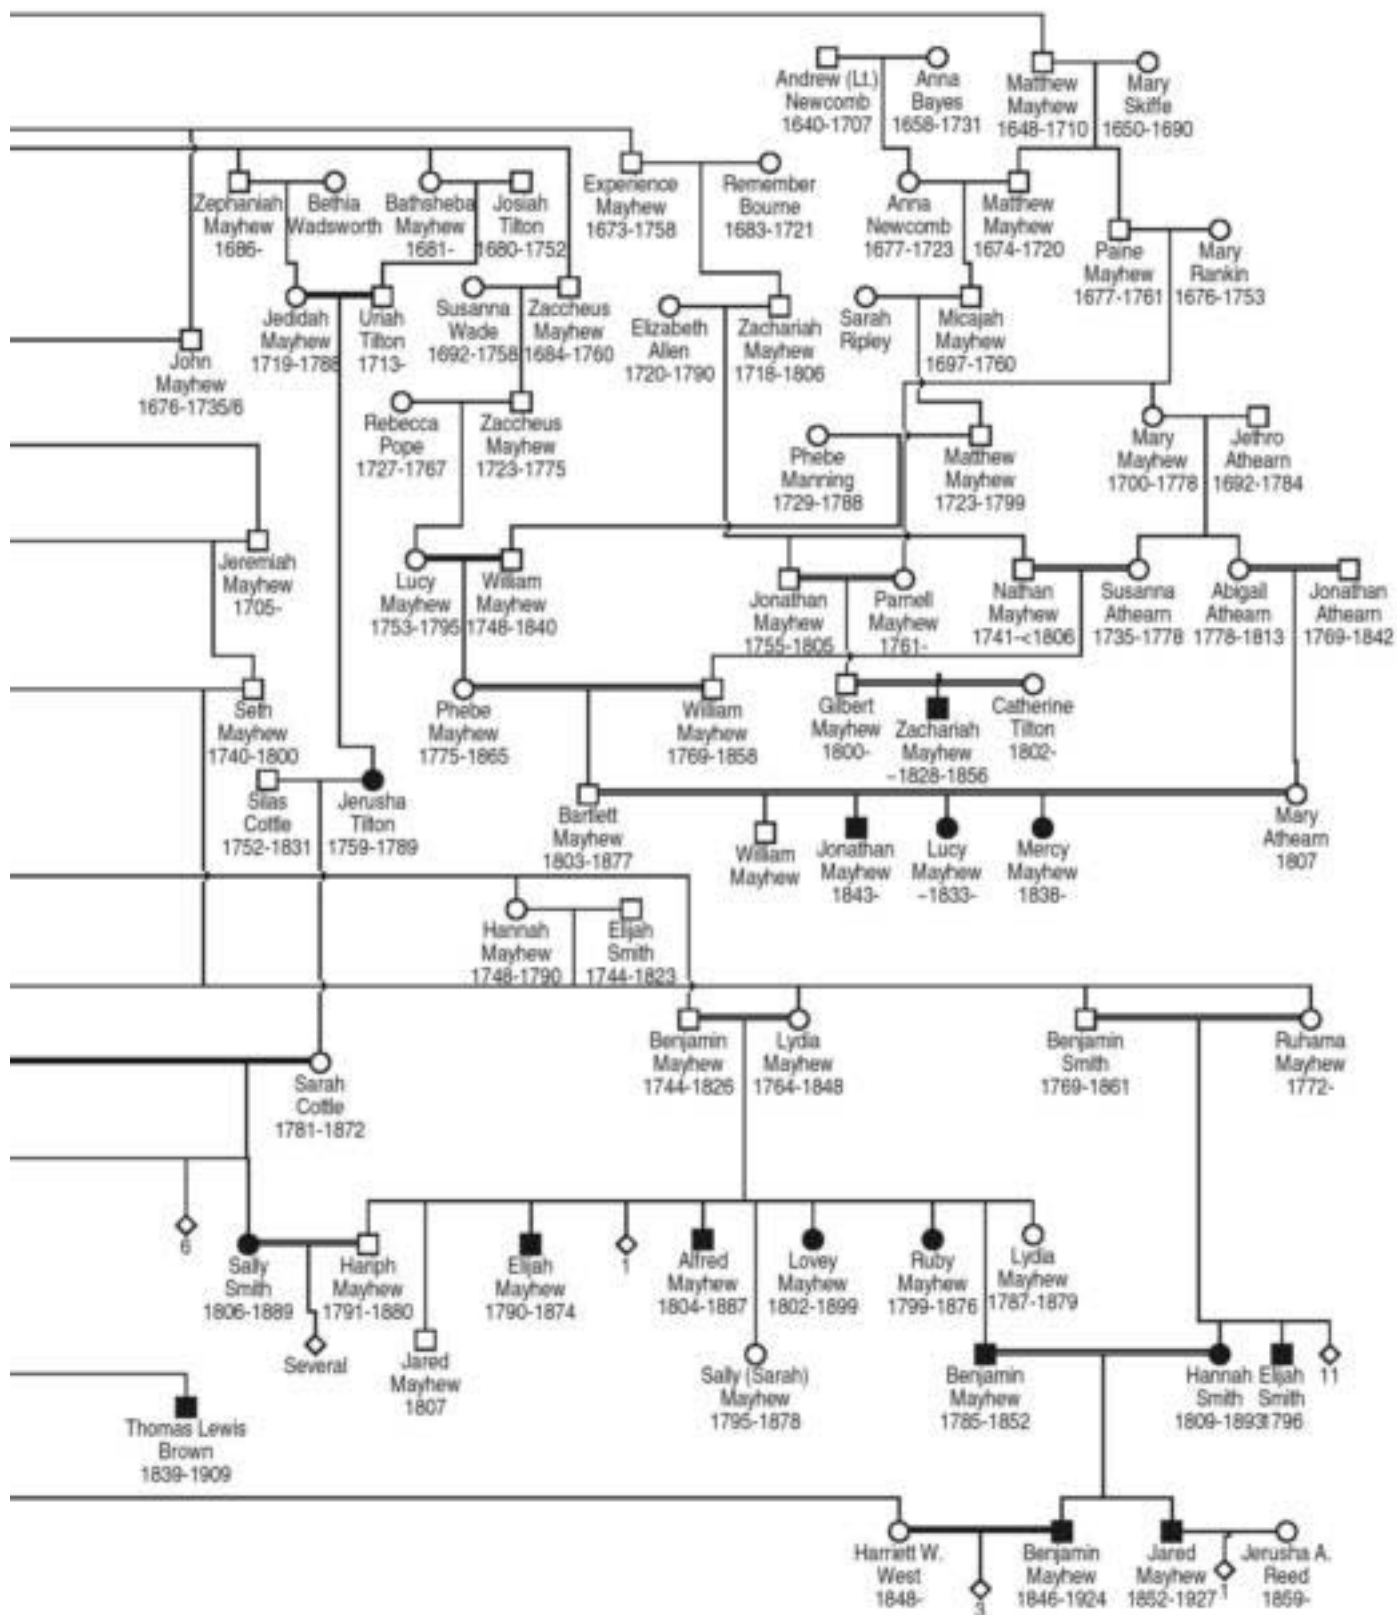 Andrew (Lt.)
Newcomb
1640-1707
Anna
Bayes
1658-1731
Matthew
Mayhew
1648-1710
Mary
Skiffe
1650-1690
Zephaniah
Mayhew
1686-
Bethia
Wadsworth
Bathsheba
Mayhew
1681-
Josiah
Tilton
1680-1752
Experience
Mayhew
1673-1758
Remember
Bourne
1683-1721
Anna
Newcomb
1677-1723
Matthew
Mayhew
1674-1720
Paine
Mayhew
1677-1761
Mary
Rankin
1676-1753
John
Mayhew
1676-1735/6
Jedidah
Mayhew
1719-1788
Uriah
Tilton
1713-
Susanna
Wade
1692-1758
Zaccheus
Mayhew
1684-1760
Elizabeth
Allen
1720-1790
Zachariah
Mayhew
1718-1806
Sarah
Ripley
Micajah
Mayhew
1697-1760
Rebecca
Pope
1727-1767
Zaccheus
Mayhew
1723-1775
Phebe
Manning
1729-1788
Matthew
Mayhew
1723-1799
Mary
Mayhew
1700-1778
Jethro
Athearn
1692-1784
Jeremiah
Mayhew
1705-
Lucy
Mayhew
1753-1795
William
Mayhew
1748-1840
Jonathan
Mayhew
1755-1805
Parnell
Mayhew
1761-
Nathan
Mayhew
1741-<1806
Susanna
Athearn
1735-1778
Abigail
Athearn
1778-1813
Jonathan
Athearn
1769-1842
Seth
Mayhew
1740-1800
Phebe
Mayhew
1775-1865
William
Mayhew
1769-1858
Gilbert
Mayhew
1800-
Zachariah
Mayhew
~1828-1856
Catherine
Tilton
1802-
Silas
Cottle
1752-1831
Jerusha
Tilton
1759-1789
Bartlett
Mayhew
1803-1877
William
Mayhew
Jonathan
Mayhew
1843-
Lucy
Mayhew
~1833-
Mercy
Mayhew
1838-
Mary
Athearn
1807
Hannah
Mayhew
1748-1790
Elijah
Smith
1744-1823
Benjamin
Mayhew
1744-1826
Lydia
Mayhew
1764-1848
Benjamin
Smith
1769-1861
Ruhama
Mayhew
1772-
Sarah
Cottle
1781-1872
6
Sally
Smith
1806-1889
Hariph
Mayhew
1791-1880
Several
Jared
Mayhew
1807
Elijah
Mayhew
1790-1874
1
Alfred
Mayhew
1804-1887
Sally (Sarah)
Mayhew
1795-1878
Lovey
Mayhew
1802-1899
Ruby
Mayhew
1799-1876
Lydia
Mayhew
1787-1879
Benjamin
Mayhew
1785-1852
Hannah
Smith
1809-1893
Elijah
Smith
1796
11
Thomas Lewis
Brown
1839-1909
Harriett W.
West
1848-
3
Benjamin
Mayhew
1846-1924
Jared
Mayhew
1852-1927
1
Jerusha A.
Reed
1859-